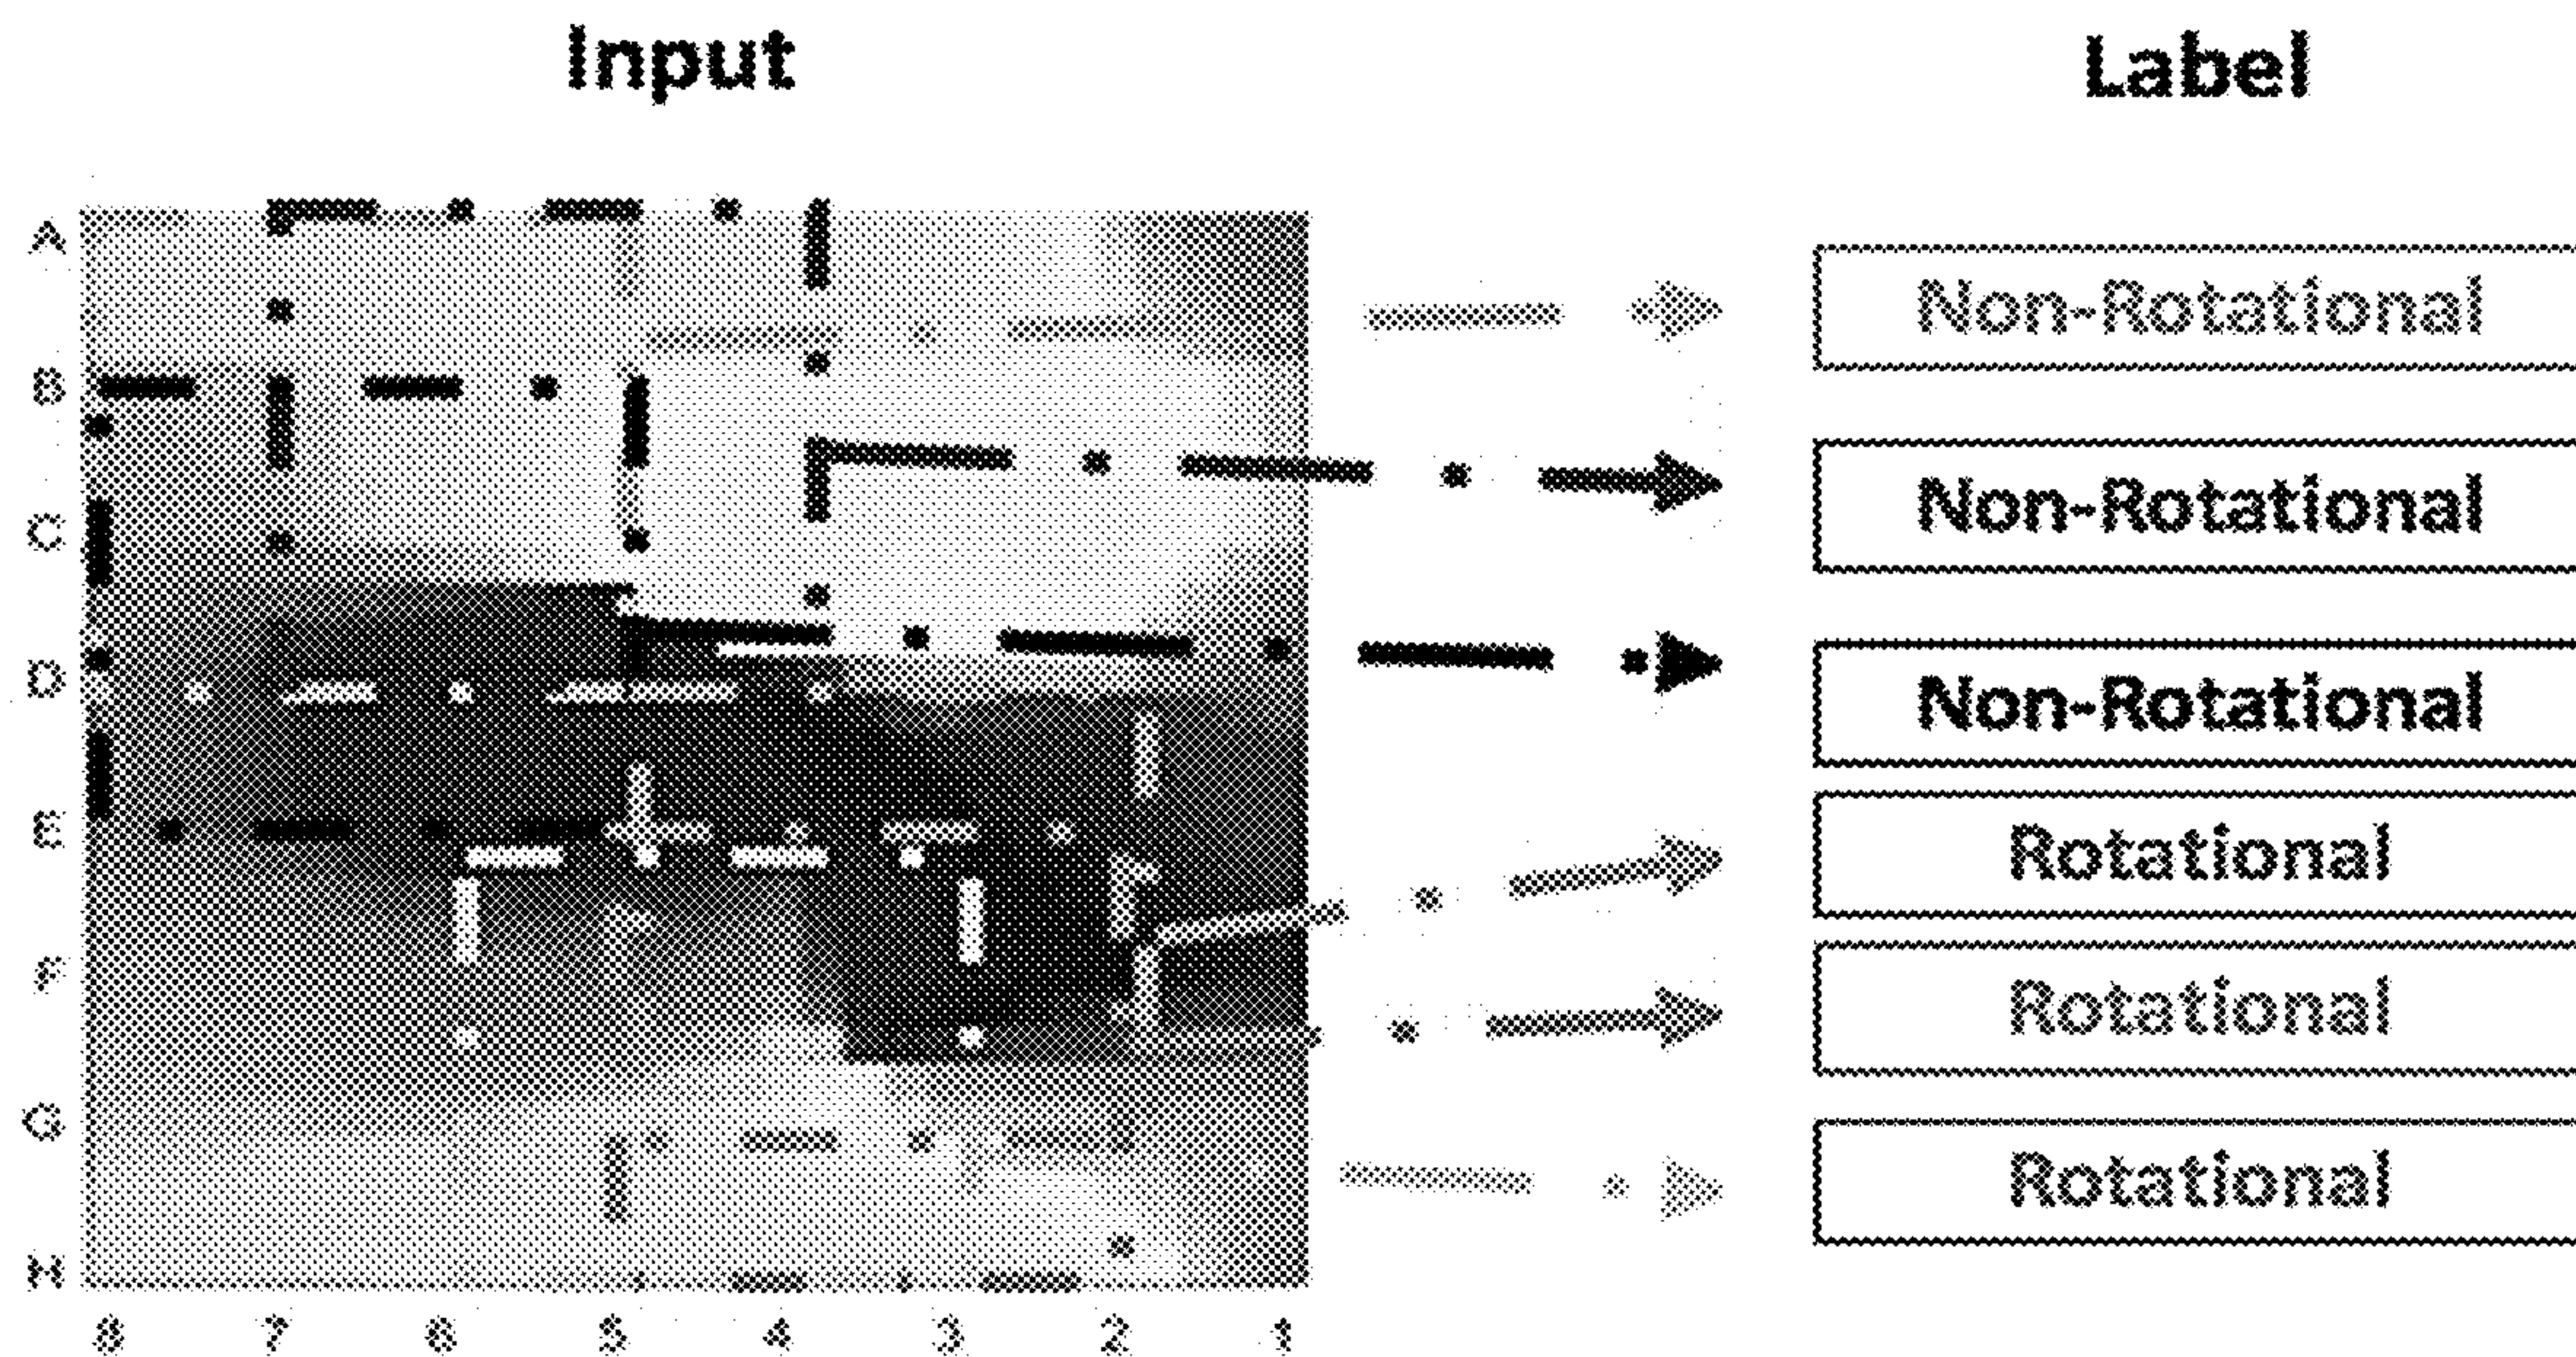 Input Label
A
Non-Rotational
B
Non-Rotational
C
D
Non-Rotational
E
Rotational
F
Rotational
G
Rotational
H
8 7 6 5 4 3 2 1